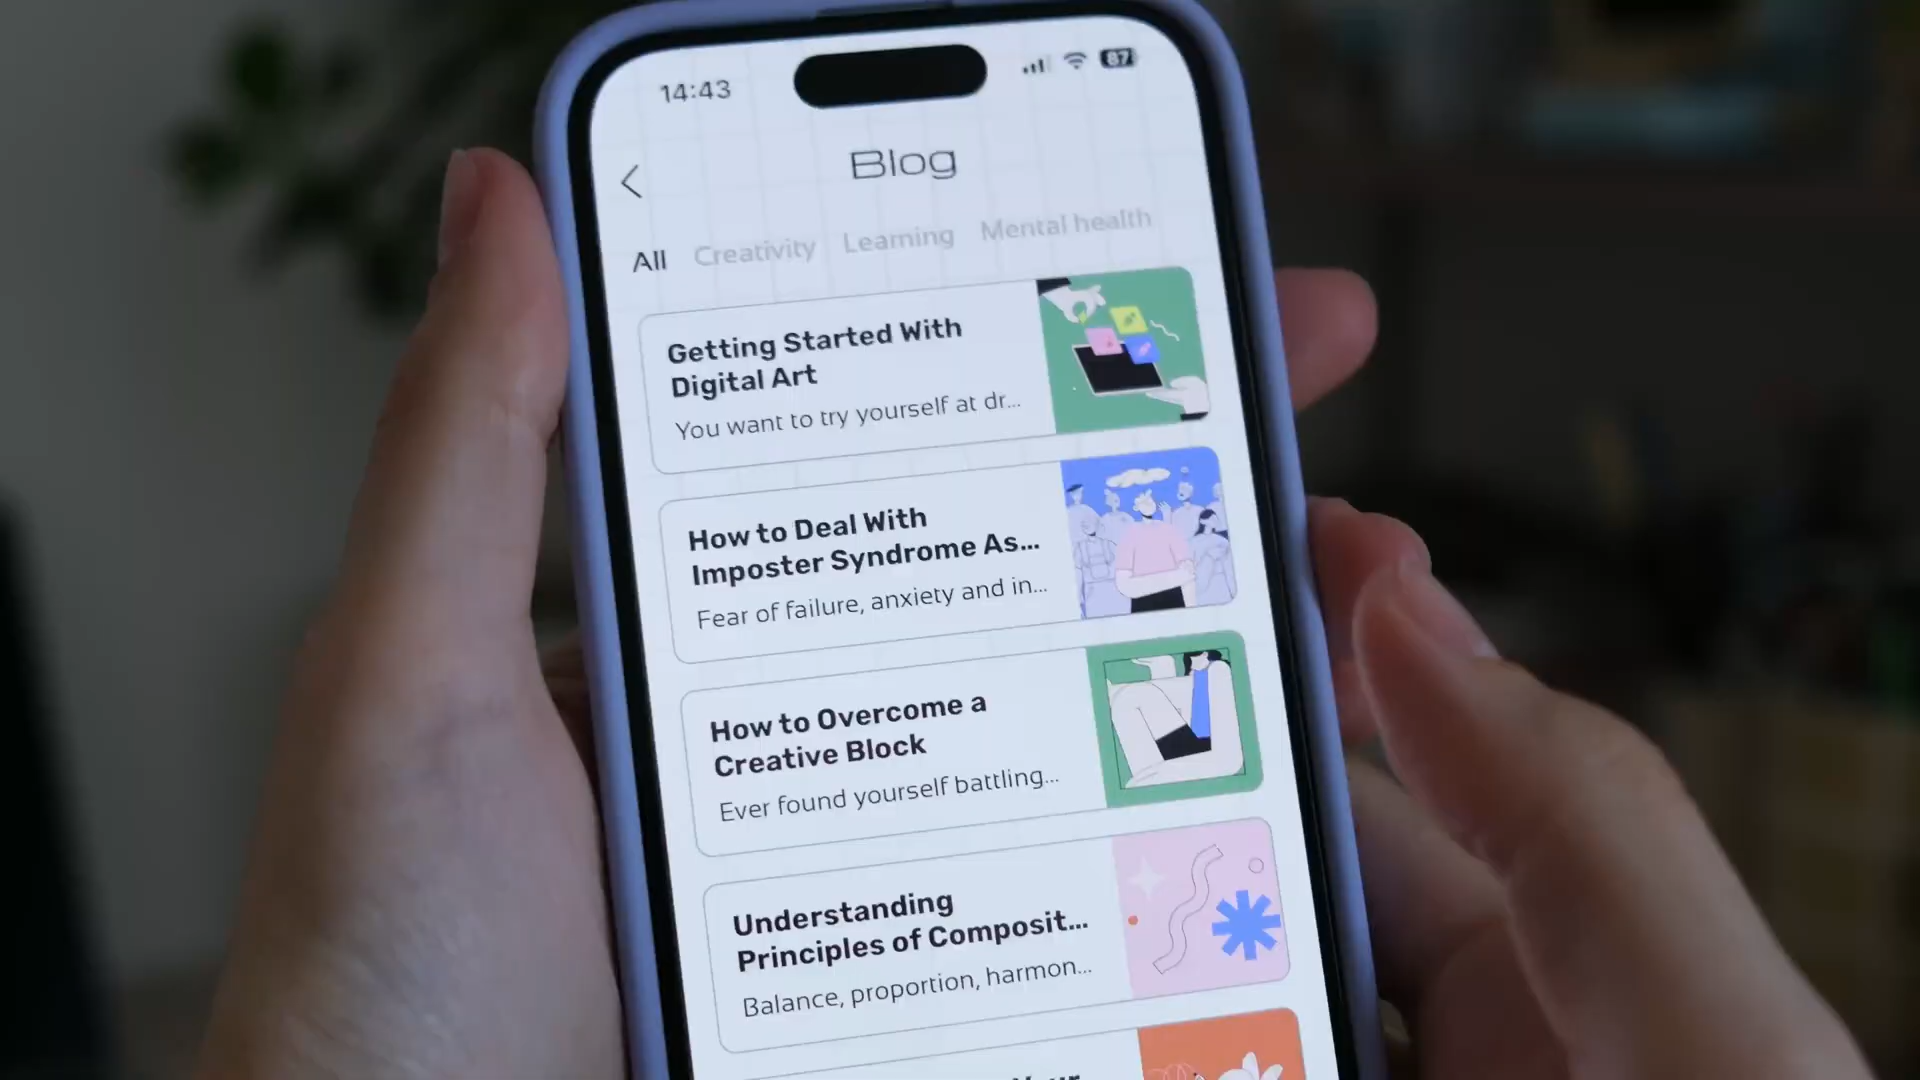 14:43
87
Blog
All Creativity Learning Mental health
Getting Started With
Digital Art
You want to try yourself at dr...
How to Deal With
Imposter Syndrome As...
Fear of failure, anxiety and in...
How to Overcome a
Creative Block
Ever found yourself battling...
Understanding
Principles of Composit...
Balance, proportion, harmon...